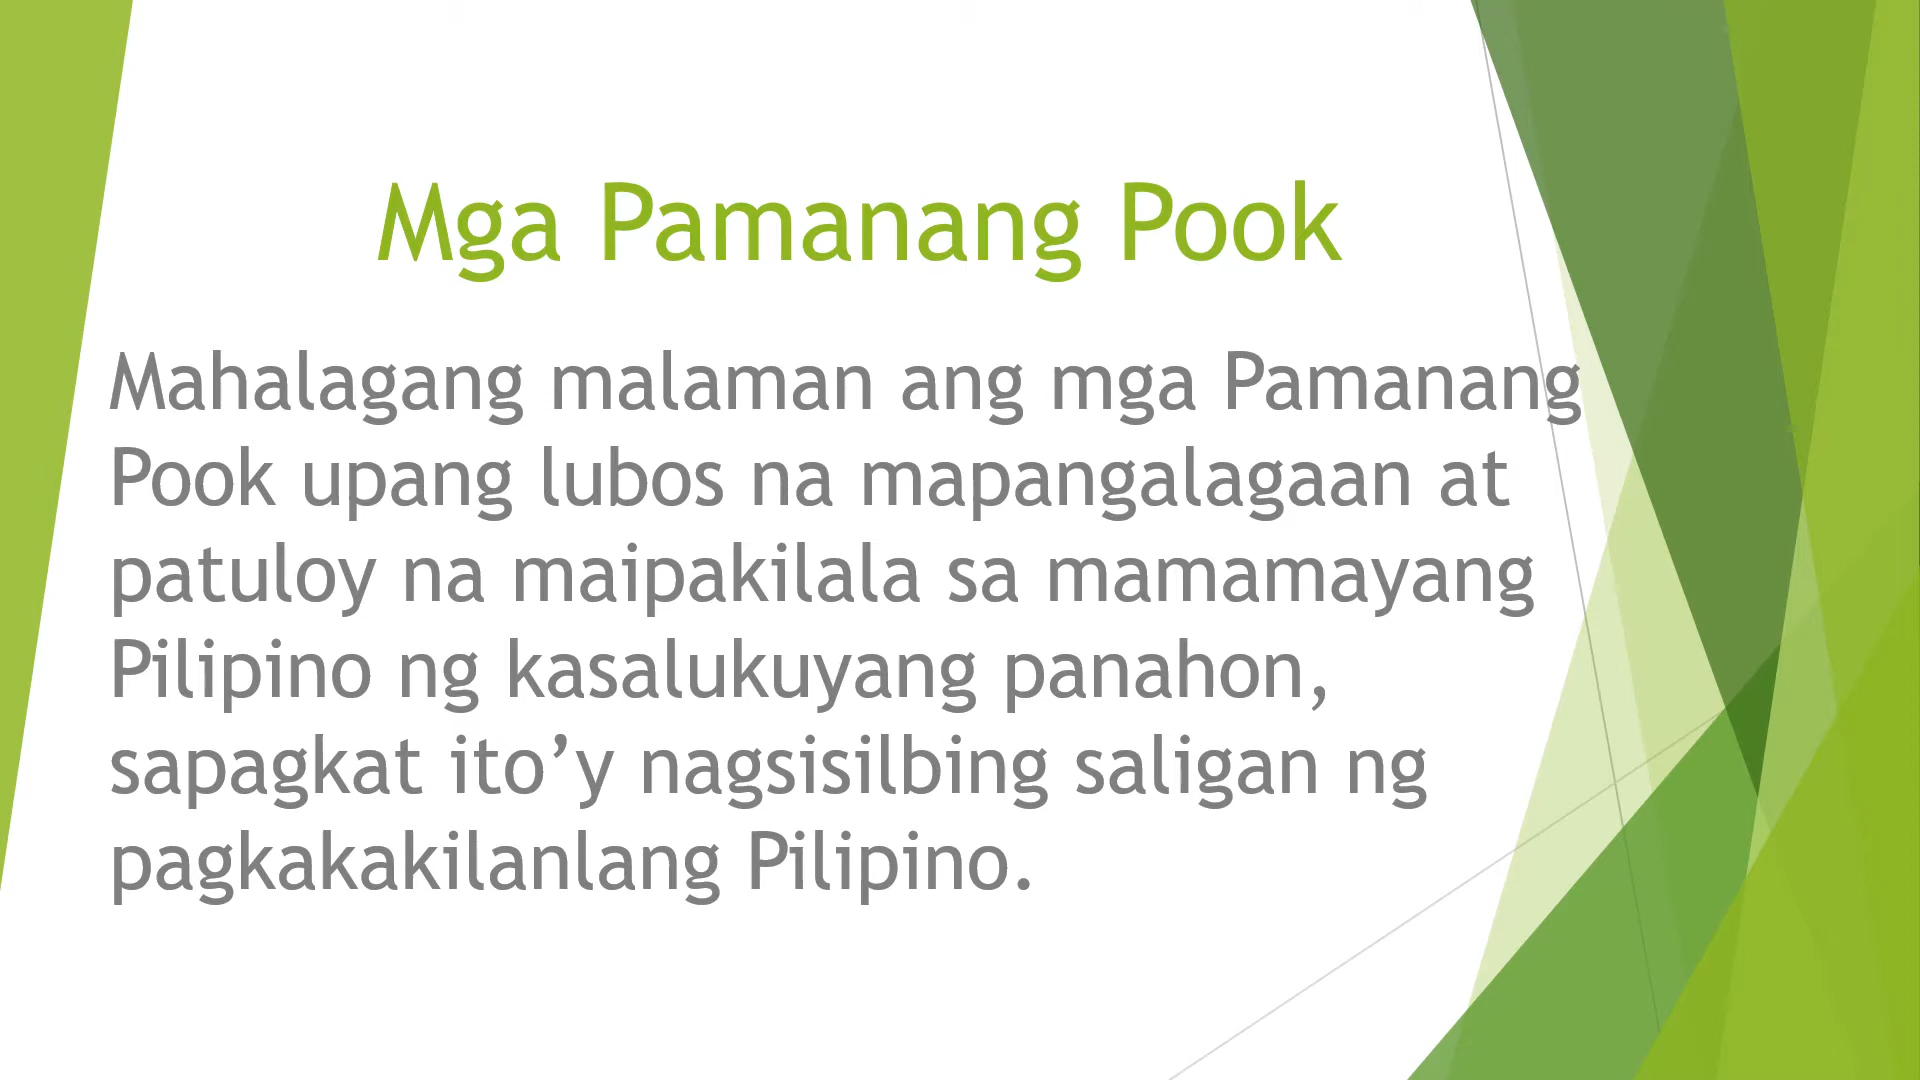 Mga Pamanang Pook
Mahalagang malaman ang mga Pamanang
Pook upang lubos na mapangalagaan at
patuloy na maipakilala sa mamamayang
Pilipino ng kasalukuyang panahon,
sapagkat ito’y nagsisilbing saligan ng
pagkakakilanlang Pilipino.